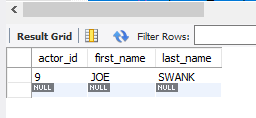 Result Grid Filter Rows:
actor_id first_name last_name
9 JOE SWANK
NULL NULL NULL